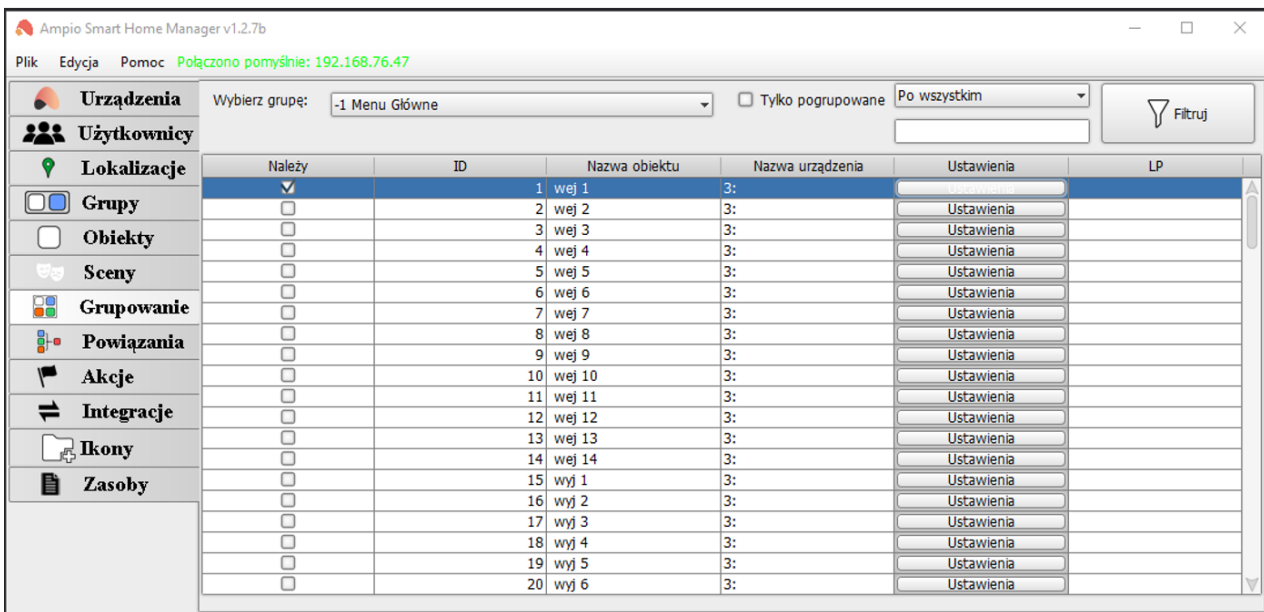 Ampio Smart Home Manager v1.2.7b
Plik Edycja Pomoc Połączono pomyślnie: 192.168.76.47
Urządzenia
Użytkownicy
Lokalizacje
Grupy
Obiekty
Sceny
Grupowanie
Powiązania
Akcje
Integracje
Ikony
Zasoby
Wybierz grupę: -1 Menu Główne Tylko pogrupowane Po wszystkim Filtruj
Należy ID Nazwa obiektu Nazwa urządzenia Ustawienia LP
1 wej 1 3: Ustawienia
2 wej 2 3: Ustawienia
3 wej 3 3: Ustawienia
4 wej 4 3: Ustawienia
5 wej 5 3: Ustawienia
6 wej 6 3: Ustawienia
7 wej 7 3: Ustawienia
8 wej 8 3: Ustawienia
9 wej 9 3: Ustawienia
10 wej 10 3: Ustawienia
11 wej 11 3: Ustawienia
12 wej 12 3: Ustawienia
13 wej 13 3: Ustawienia
14 wej 14 3: Ustawienia
15 wyj 1 3: Ustawienia
16 wyj 2 3: Ustawienia
17 wyj 3 3: Ustawienia
18 wyj 4 3: Ustawienia
19 wyj 5 3: Ustawienia
20 wyj 6 3: Ustawienia